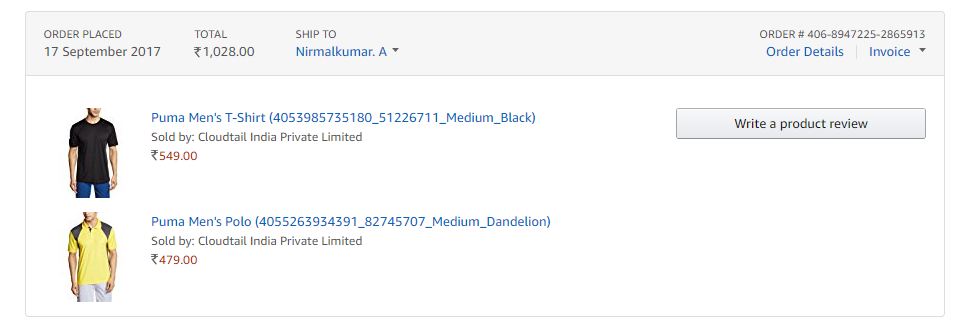 ORDER PLACED TOTAL SHIP TO ORDER # 406-8947225-2865913
17 September 2017 ₹1,028.00 Nirmalkumar. A Order Details Invoice
Puma Men's T-Shirt (4053985735180_51226711_Medium_Black)
Write a product review
Sold by: Cloudtail India Private Limited
₹549.00
Puma Men's Polo (4055263934391_82745707_Medium_Dandelion)
Sold by: Cloudtail India Private Limited
₹479.00